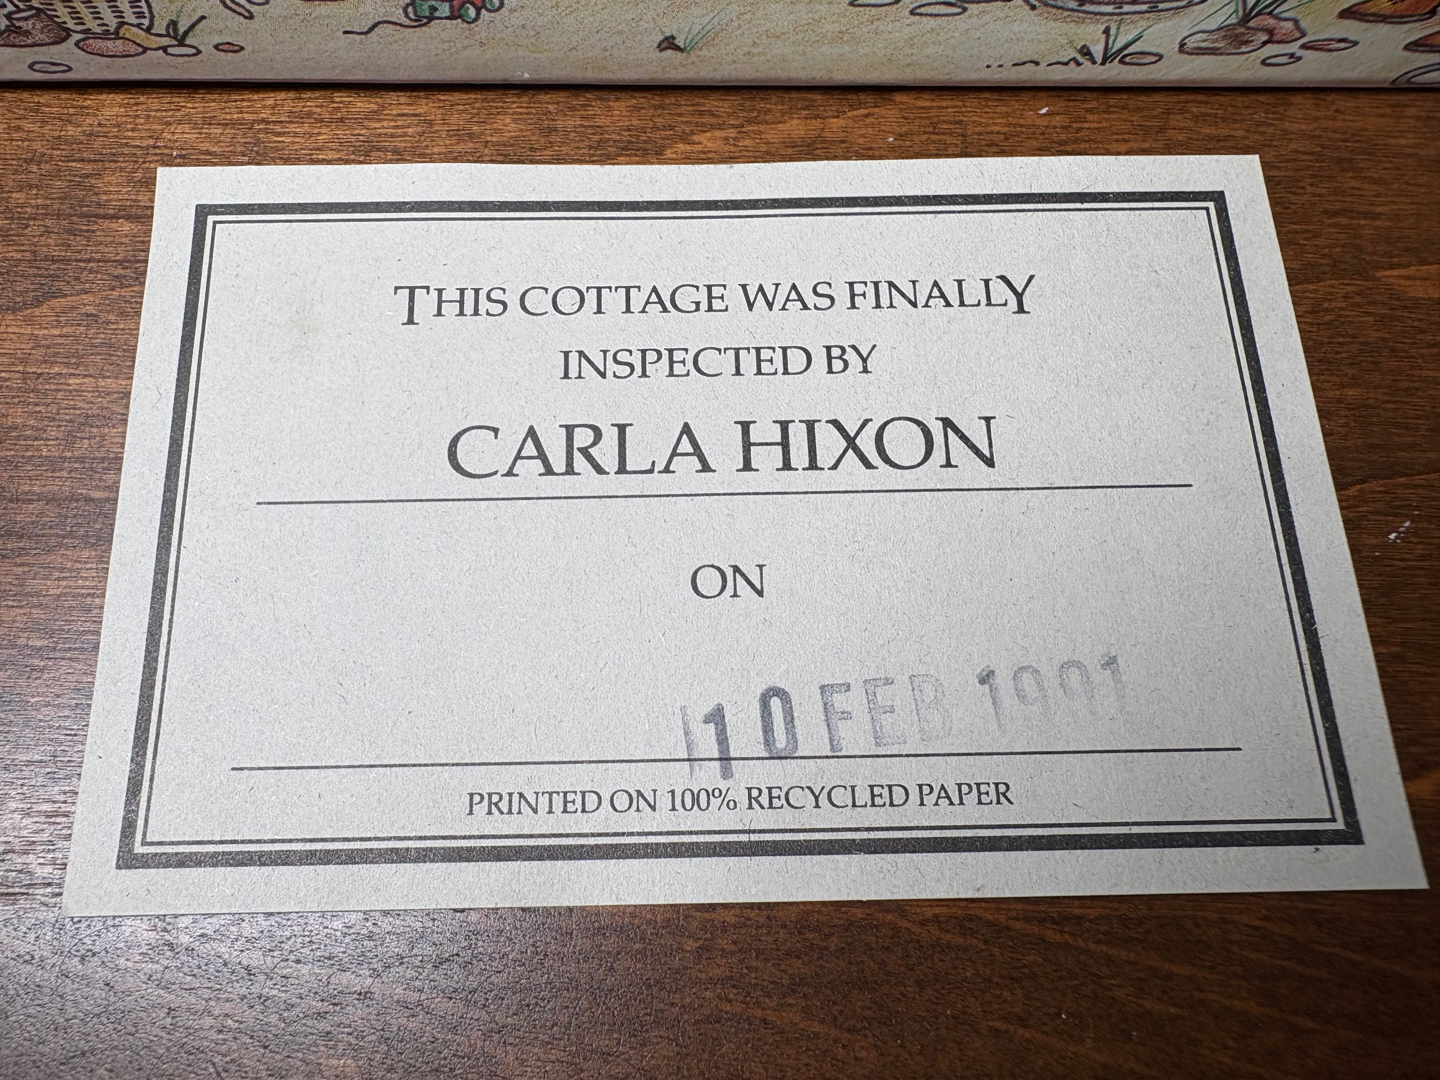 THIS COTTAGE WAS FINALLY
INSPECTED BY
CARLA HIXON
ON
10 FEB 1991
PRINTED ON 100% RECYCLED PAPER